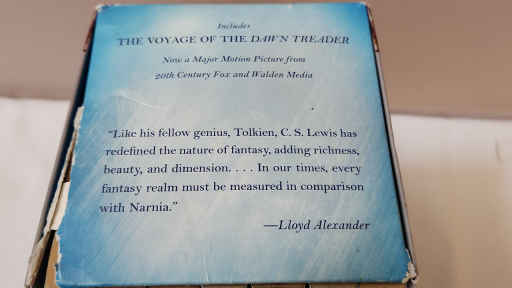 Includes
THE VOYAGE OF THE DAWN TREADER
Now a Major Motion Picture from
20th Century Fox and Walden Media
"Like his fellow genius, Tolkien, C. S. Lewis has
redefined the nature of fantasy, adding richness,
beauty, and dimension. . . . In our times, every
fantasy realm must be measured in comparison
with Narnia."
—Lloyd Alexander